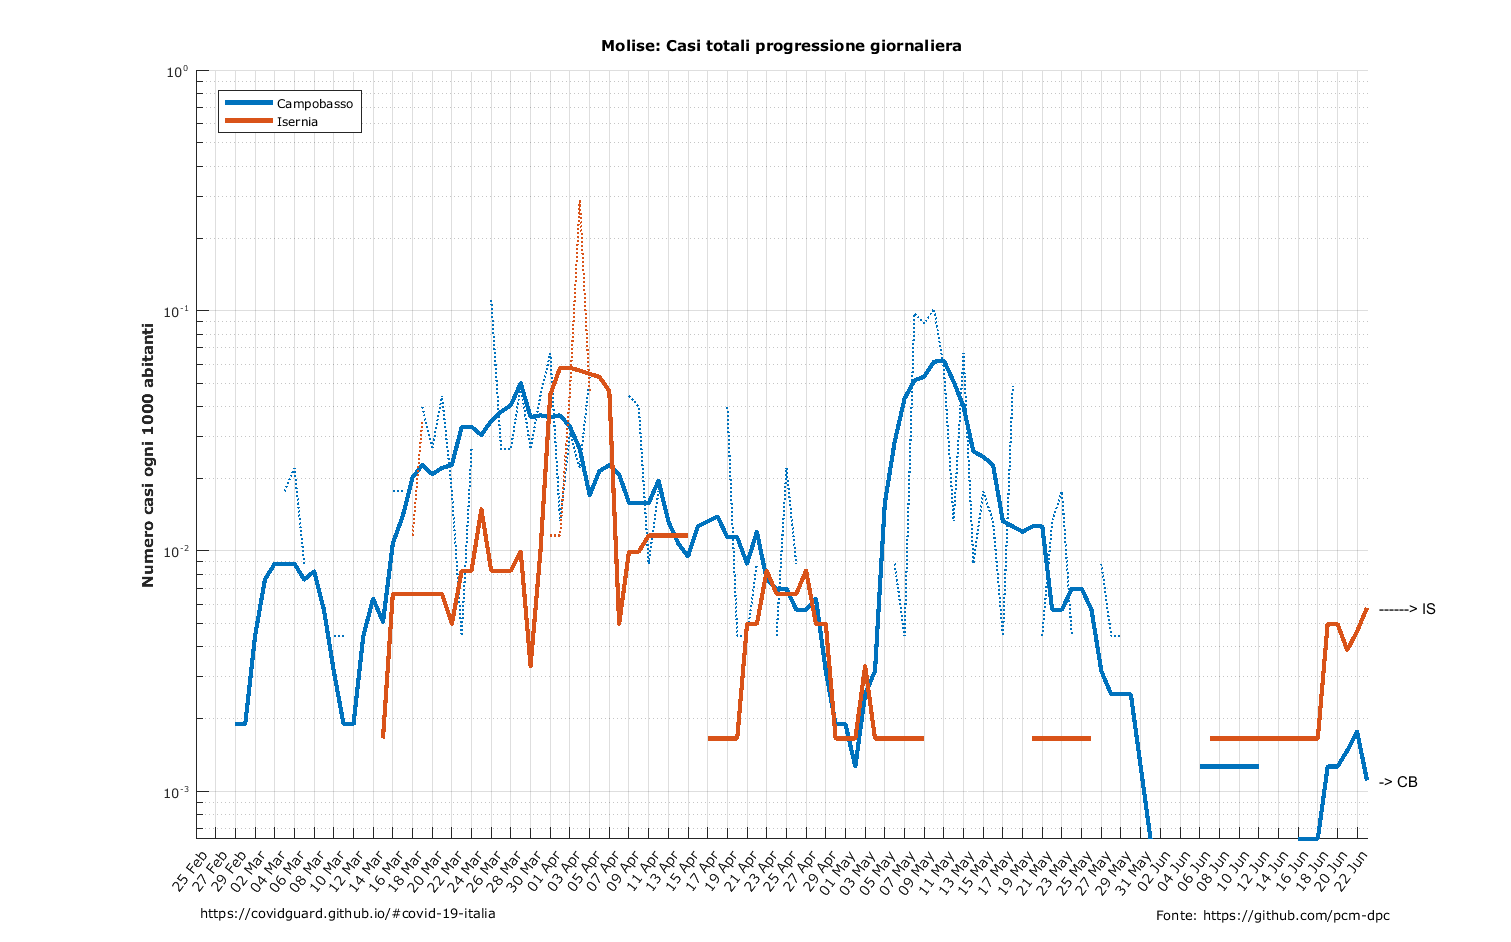 Molise: Casi totali progressione giornaliera
10^0
Campobasso
Isernia
10^-1
Numero casi ogni 1000 abitanti
10^-2
------> IS
-> CB
10^-3
25 Feb
27 Feb
29 Feb
02 Mar
04 Mar
06 Mar
08 Mar
10 Mar
12 Mar
14 Mar
16 Mar
18 Mar
20 Mar
22 Mar
24 Mar
26 Mar
28 Mar
30 Mar
01 Apr
03 Apr
05 Apr
07 Apr
09 Apr
11 Apr
13 Apr
15 Apr
17 Apr
19 Apr
21 Apr
23 Apr
25 Apr
27 Apr
29 Apr
01 May
03 May
05 May
07 May
09 May
11 May
13 May
15 May
17 May
19 May
21 May
23 May
25 May
27 May
29 May
31 May
02 Jun
04 Jun
06 Jun
08 Jun
10 Jun
12 Jun
14 Jun
16 Jun
18 Jun
20 Jun
22 Jun
https://covidguard.github.io/#covid-19-italia
Fonte: https://github.com/pcm-dpc